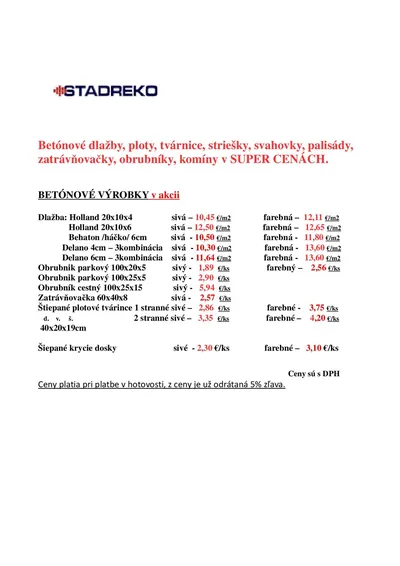 STADREKO
Betónové dlažby, ploty, tvárnice, striešky, svahovky, palisády,
zatrávňovačky, obrubníky, komíny v SUPER CENÁCH.
BETÓNOVÉ VÝROBKY v akcii
Dlažba: Holland 20x10x4 sivá – 10,45 €/m2 farebná – 12,11 €/m2
Holland 20x10x6 sivá – 12,50 €/m2 farebná – 12,65 €/m2
Behaton /háčko/ 6cm sivá - 10,50 €/m2 farebná - 11,80 €/m2
Delano 4cm – 3kombinácia sivá – 10,30 €/m2 farebná - 13,60 €/m2
Delano 6cm – 3kombinácia sivá – 11,64 €/m2 farebná – 13,60 €/m2
Obrubník parkový 100x20x5 sivý - 1,89 €/ks farebný – 2,56 €/ks
Obrubník parkový 100x25x5 sivý - 2,90 €/ks
Obrubník cestný 100x25x15 sivý - 5,94 €/ks
Zatrávňovačka 60x40x8 sivá - 2,57 €/ks
Štiepané plotové tvárince 1 stranné sivé – 2,86 €/ks farebné - 3,75 €/ks
d. v. š. 2 stranné sivé – 3,35 €/ks farebné – 4,20 €/ks
40x20x19cm
Šiepané krycie dosky sivé - 2,30 €/ks farebné – 3,10 €/ks
Ceny sú s DPH
Ceny platia pri platbe v hotovosti, z ceny je už odrátaná 5% zľava.